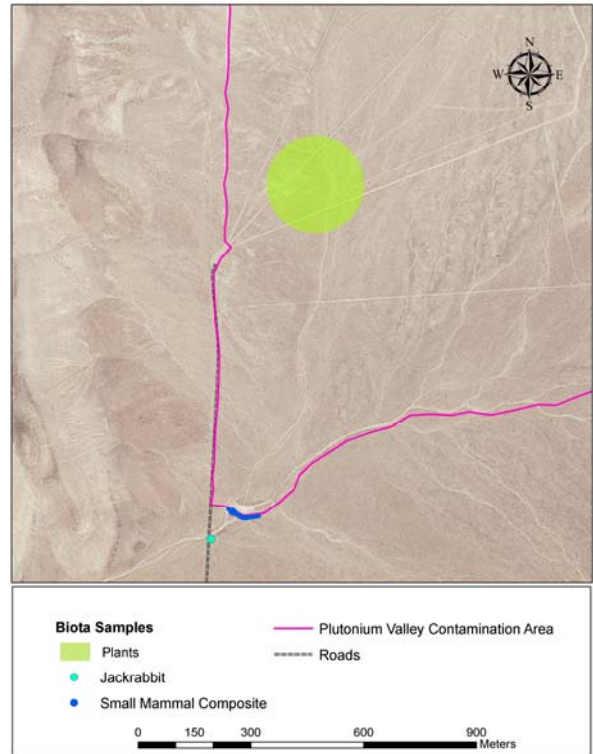 N
W E
S
Biota Samples
Plants
Jackrabbit
Small Mammal Composite
Plutonium Valley Contamination Area
Roads
0 150 300 600 900
Meters